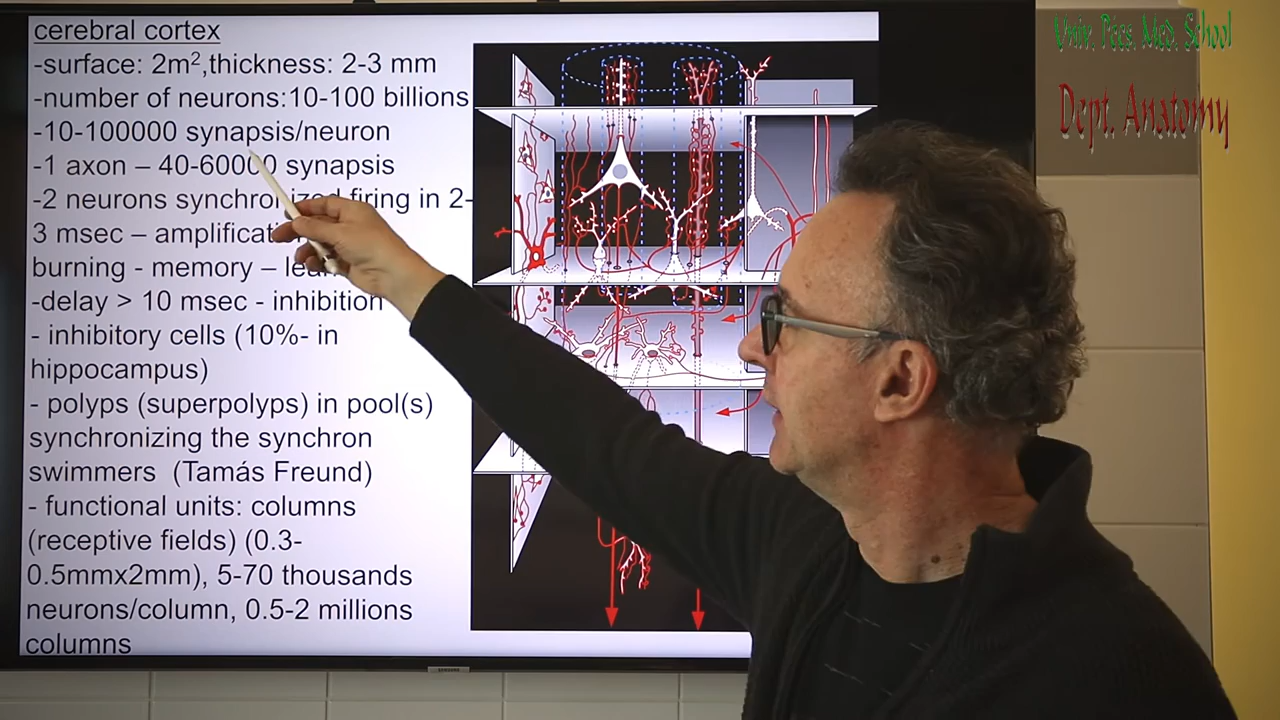 cerebral cortex
-surface: 2m²,thickness: 2-3 mm
-number of neurons:10-100 billions
-10-100000 synapsis/neuron
-1 axon – 40-60000 synapsis
-2 neurons synchronized firing in 2-
3 msec –
burning - memory –
-delay > 10 msec - inhibition
- inhibitory cells (10%- in
hippocampus)
- polyps (superpolyps) in pool(s)
synchronizing the synchron
swimmers (Tamás Freund)
- functional units: columns
(receptive fields) (0.3-
0.5mmx2mm), 5-70 thousands
neurons/column, 0.5-2 millions
columns
SAMSUNG
Univ. Pécs. Med. School
Dept. Anatomy